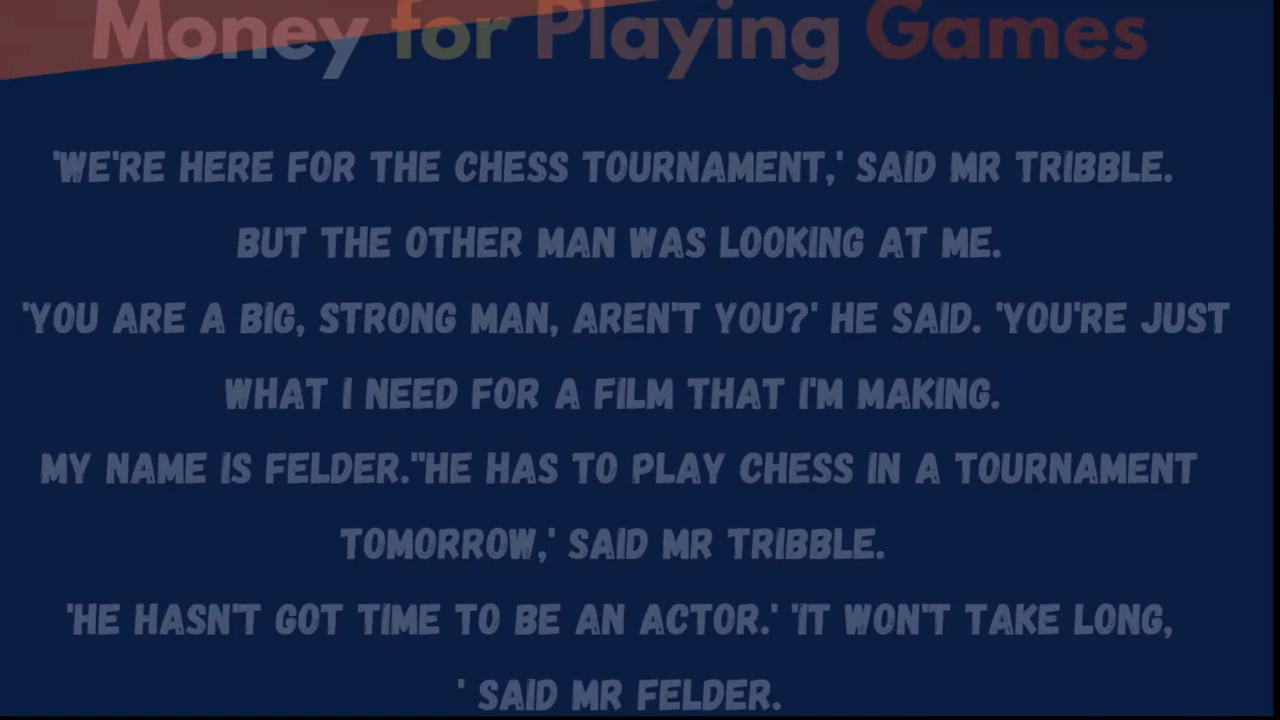 Money for Playing Games
'WE'RE HERE FOR THE CHESS TOURNAMENT,' SAID MR TRIBBLE.
BUT THE OTHER MAN WAS LOOKING AT ME.
'YOU ARE A BIG, STRONG MAN, AREN'T YOU?' HE SAID. 'YOU'RE JUST
WHAT I NEED FOR A FILM THAT I'M MAKING.
MY NAME IS FELDER.''HE HAS TO PLAY CHESS IN A TOURNAMENT
TOMORROW,' SAID MR TRIBBLE.
'HE HASN'T GOT TIME TO BE AN ACTOR.' 'IT WON'T TAKE LONG,
' SAID MR FELDER.